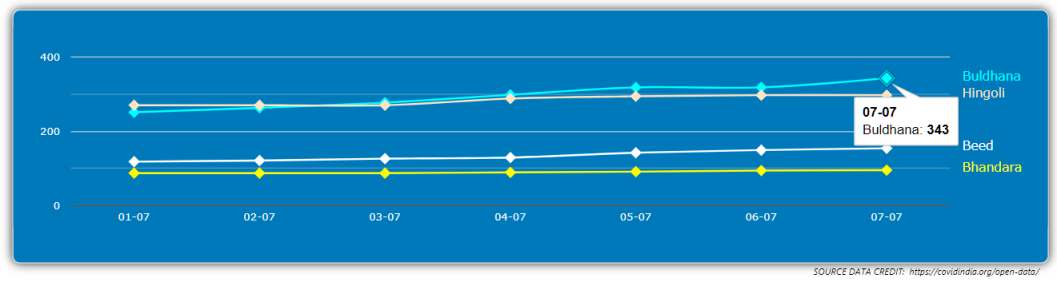 400
Buldhana
Hingoli
07-07
Buldhana: 343
200
Beed
Bhandara
0
01-07 02-07 03-07 04-07 05-07 06-07 07-07
SOURCE DATA CREDIT: https://covidindia.org/open-data/